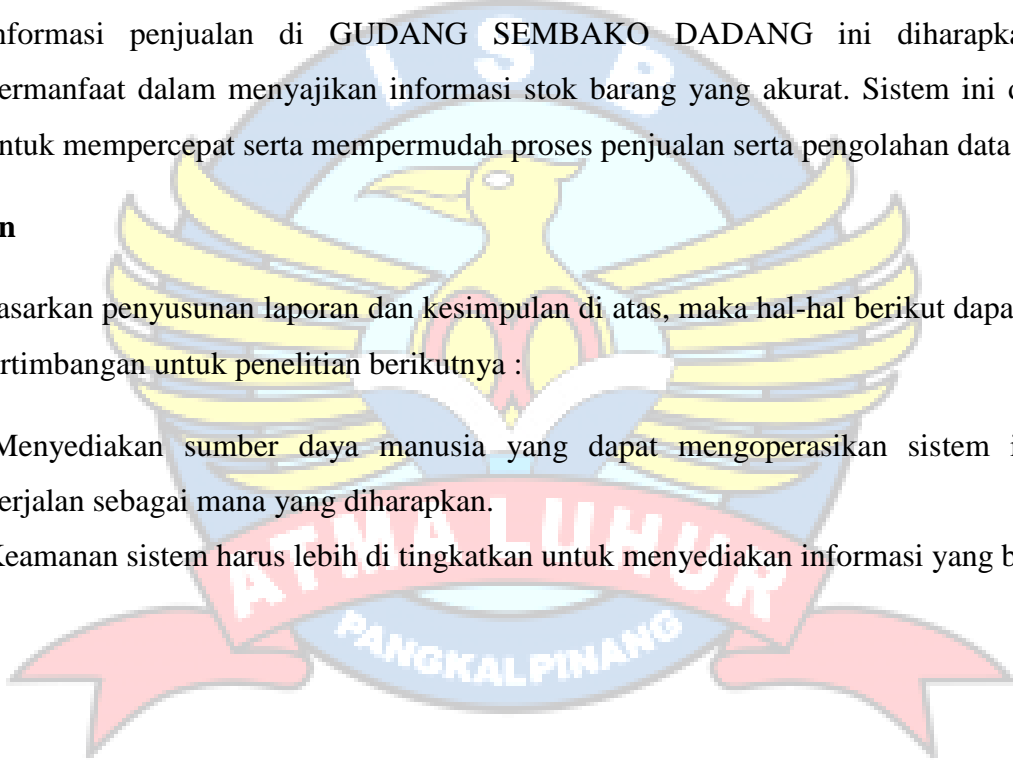 I S B
nformasi penjualan di GUDANG SEMBAKO DADANG ini diharapka
ermanfaat dalam menyajikan informasi stok barang yang akurat. Sistem ini d
ntuk mempercepat serta mempermudah proses penjualan serta pengolahan data
n
asarkan penyusunan laporan dan kesimpulan di atas, maka hal-hal berikut dapa
rtimbangan untuk penelitian berikutnya :
Menyediakan sumber daya manusia yang dapat mengoperasikan sistem i
erjalan sebagai mana yang diharapkan.
Keamanan sistem harus lebih di tingkatkan untuk menyediakan informasi yang b
ATMA LUHUR
PANGKALPINANG